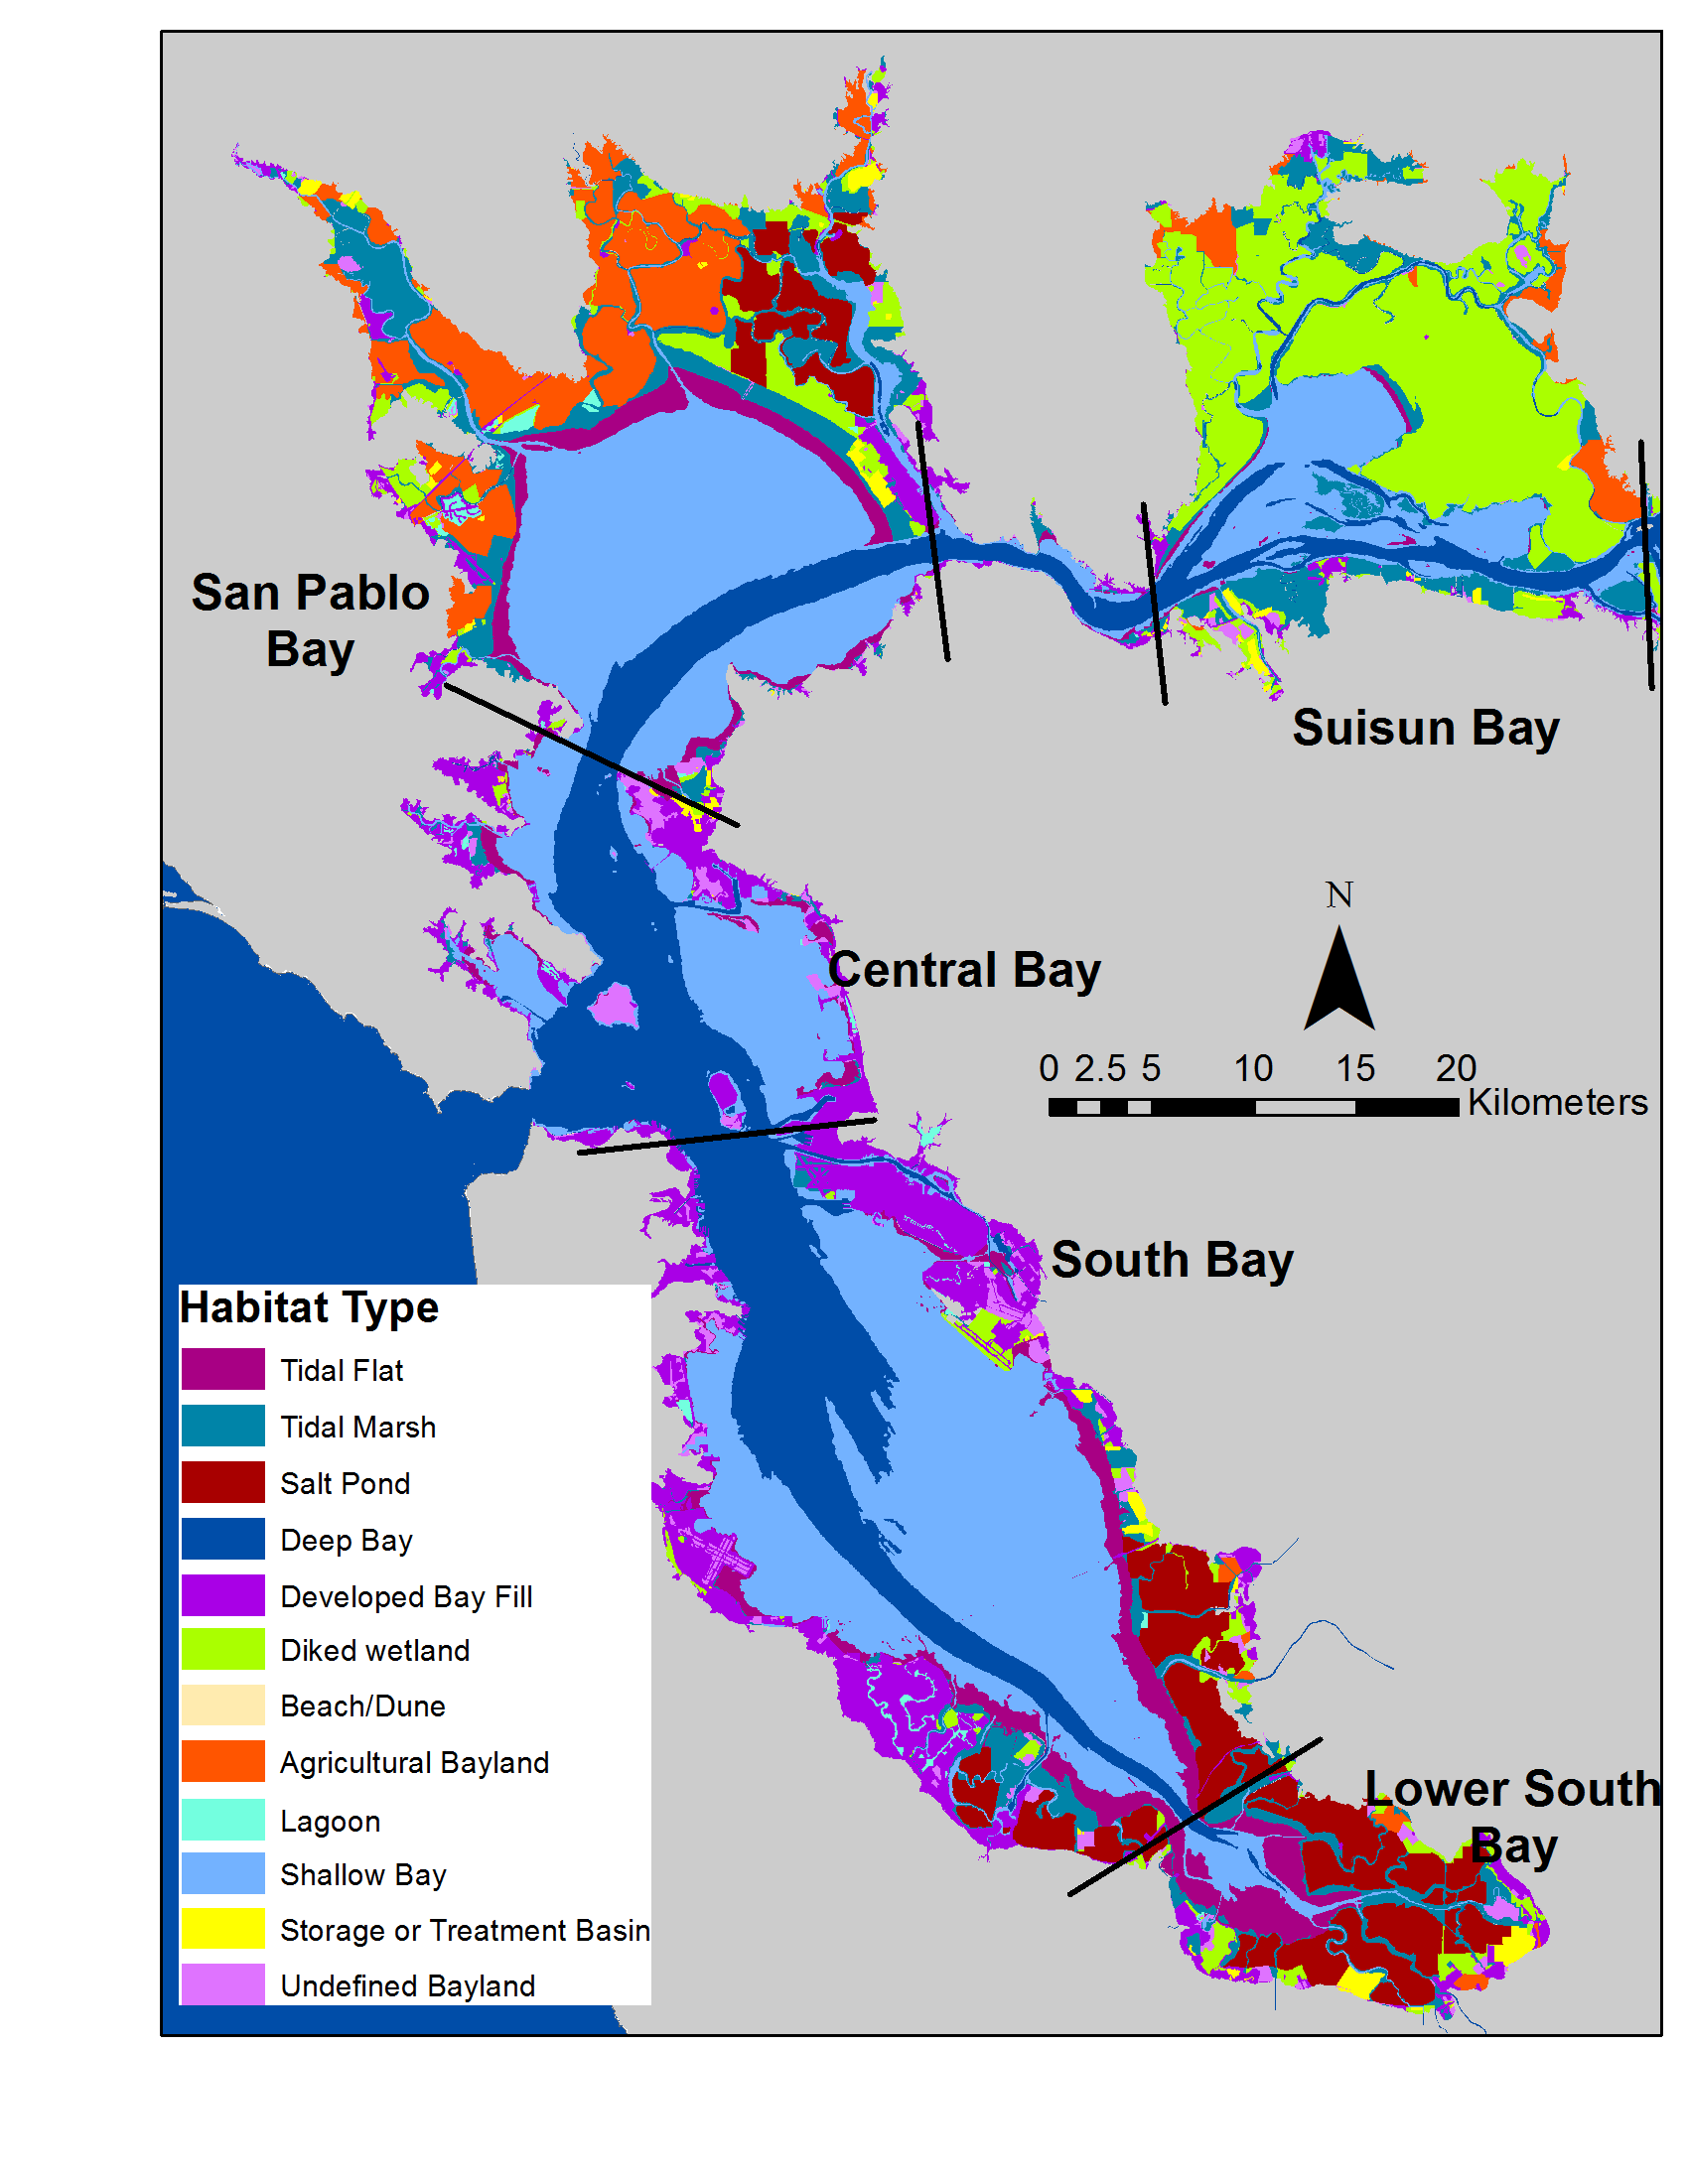 San Pablo
Bay
Suisun Bay
Central Bay
N
0 2.5 5 10 15 20
Kilometers
South Bay
Lower South
Bay
Habitat Type
Tidal Flat
Tidal Marsh
Salt Pond
Deep Bay
Developed Bay Fill
Diked wetland
Beach/Dune
Agricultural Bayland
Lagoon
Shallow Bay
Storage or Treatment Basin
Undefined Bayland